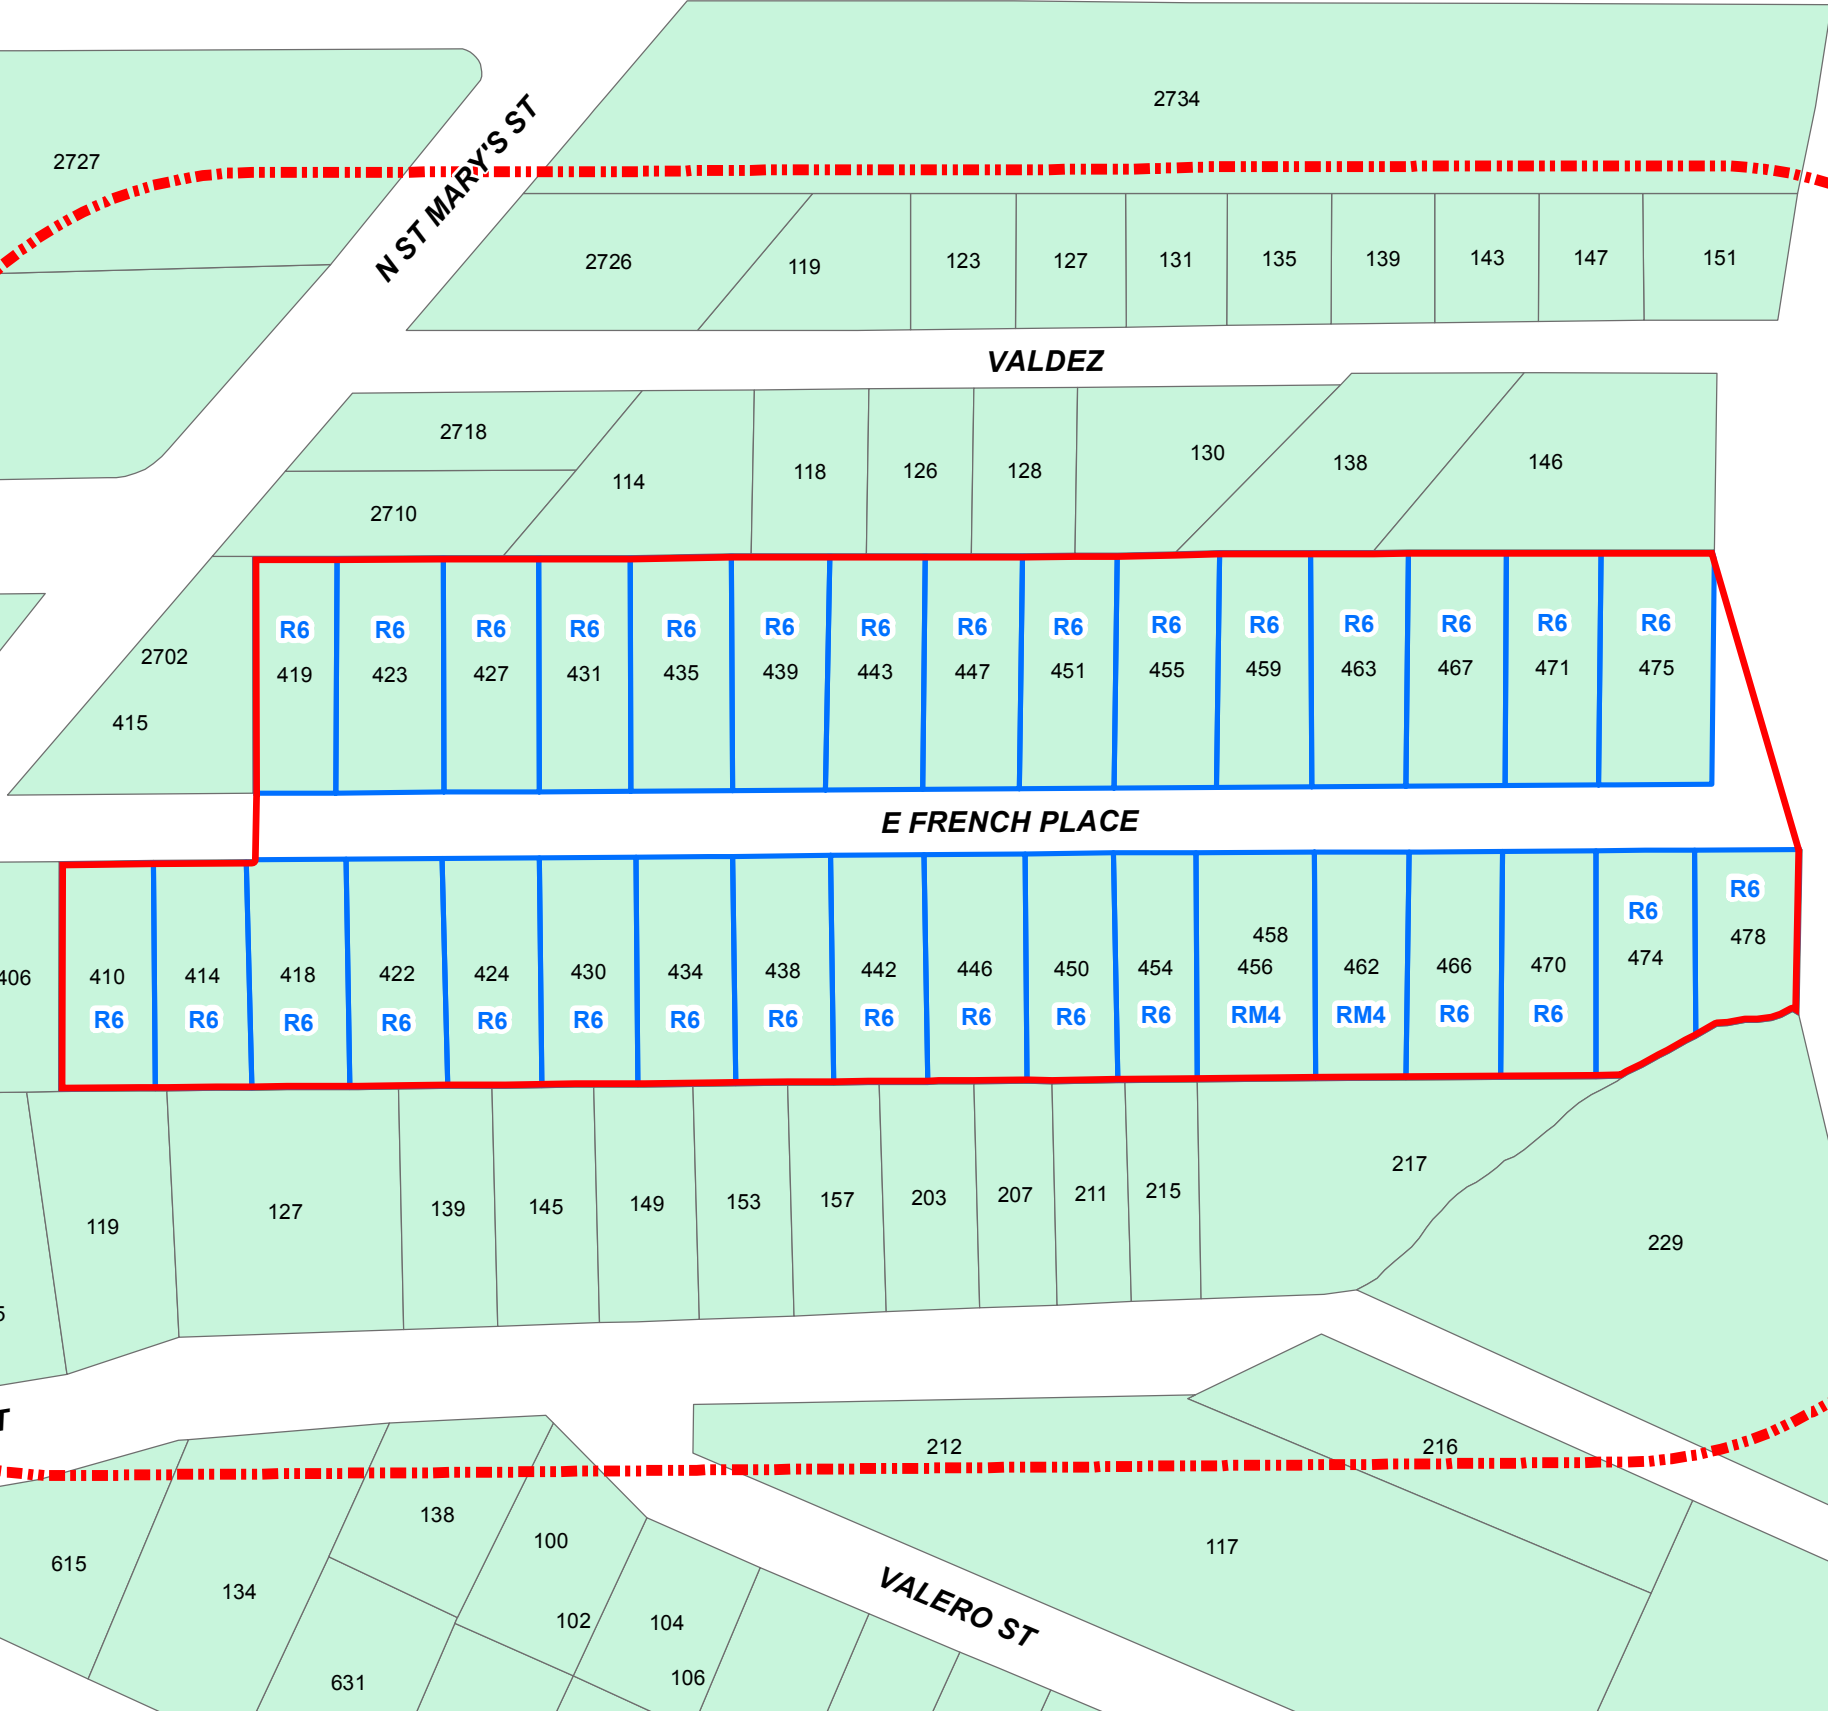 2734
2727
N ST MARY'S ST
2726 119 123 127 131 135 139 143 147 151
VALDEZ
2718 114 118 126 128 130 138 146
2710
2702
415
R6 R6 R6 R6 R6 R6 R6 R6 R6 R6 R6 R6 R6 R6 R6
419 423 427 431 435 439 443 447 451 455 459 463 467 471 475
E FRENCH PLACE
406 410 414 418 422 424 430 434 438 442 446 450 454 458 456 462 466 470 474 478
R6 R6 R6 R6 R6 R6 R6 R6 R6 R6 R6 R6 RM4 RM4 R6 R6 R6 R6
119 127 139 145 149 153 157 203 207 211 215 217
229
5
T
212 216
138 100 117
615 134 102 104
VALERO ST
631 106